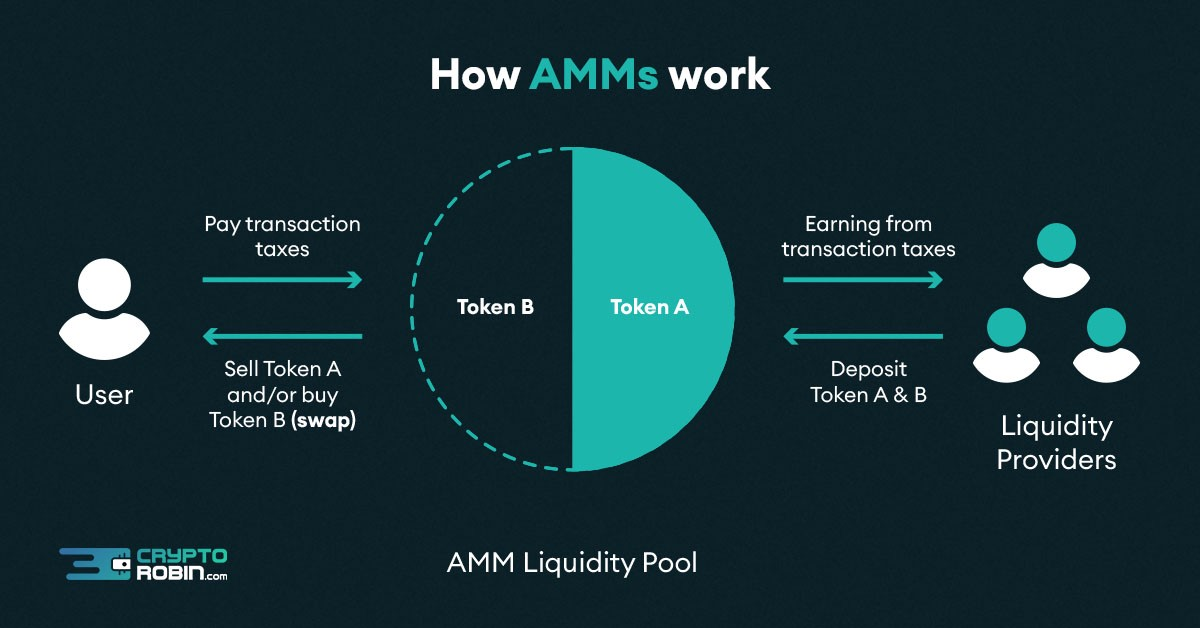 How AMMs work
Pay transaction
taxes
Sell Token A
and/or buy
Token B (swap)
User
Token B
Token A
Earning from
transaction taxes
Deposit
Token A & B
Liquidity
Providers
AMM Liquidity Pool
CRYPTO
ROBIN.com